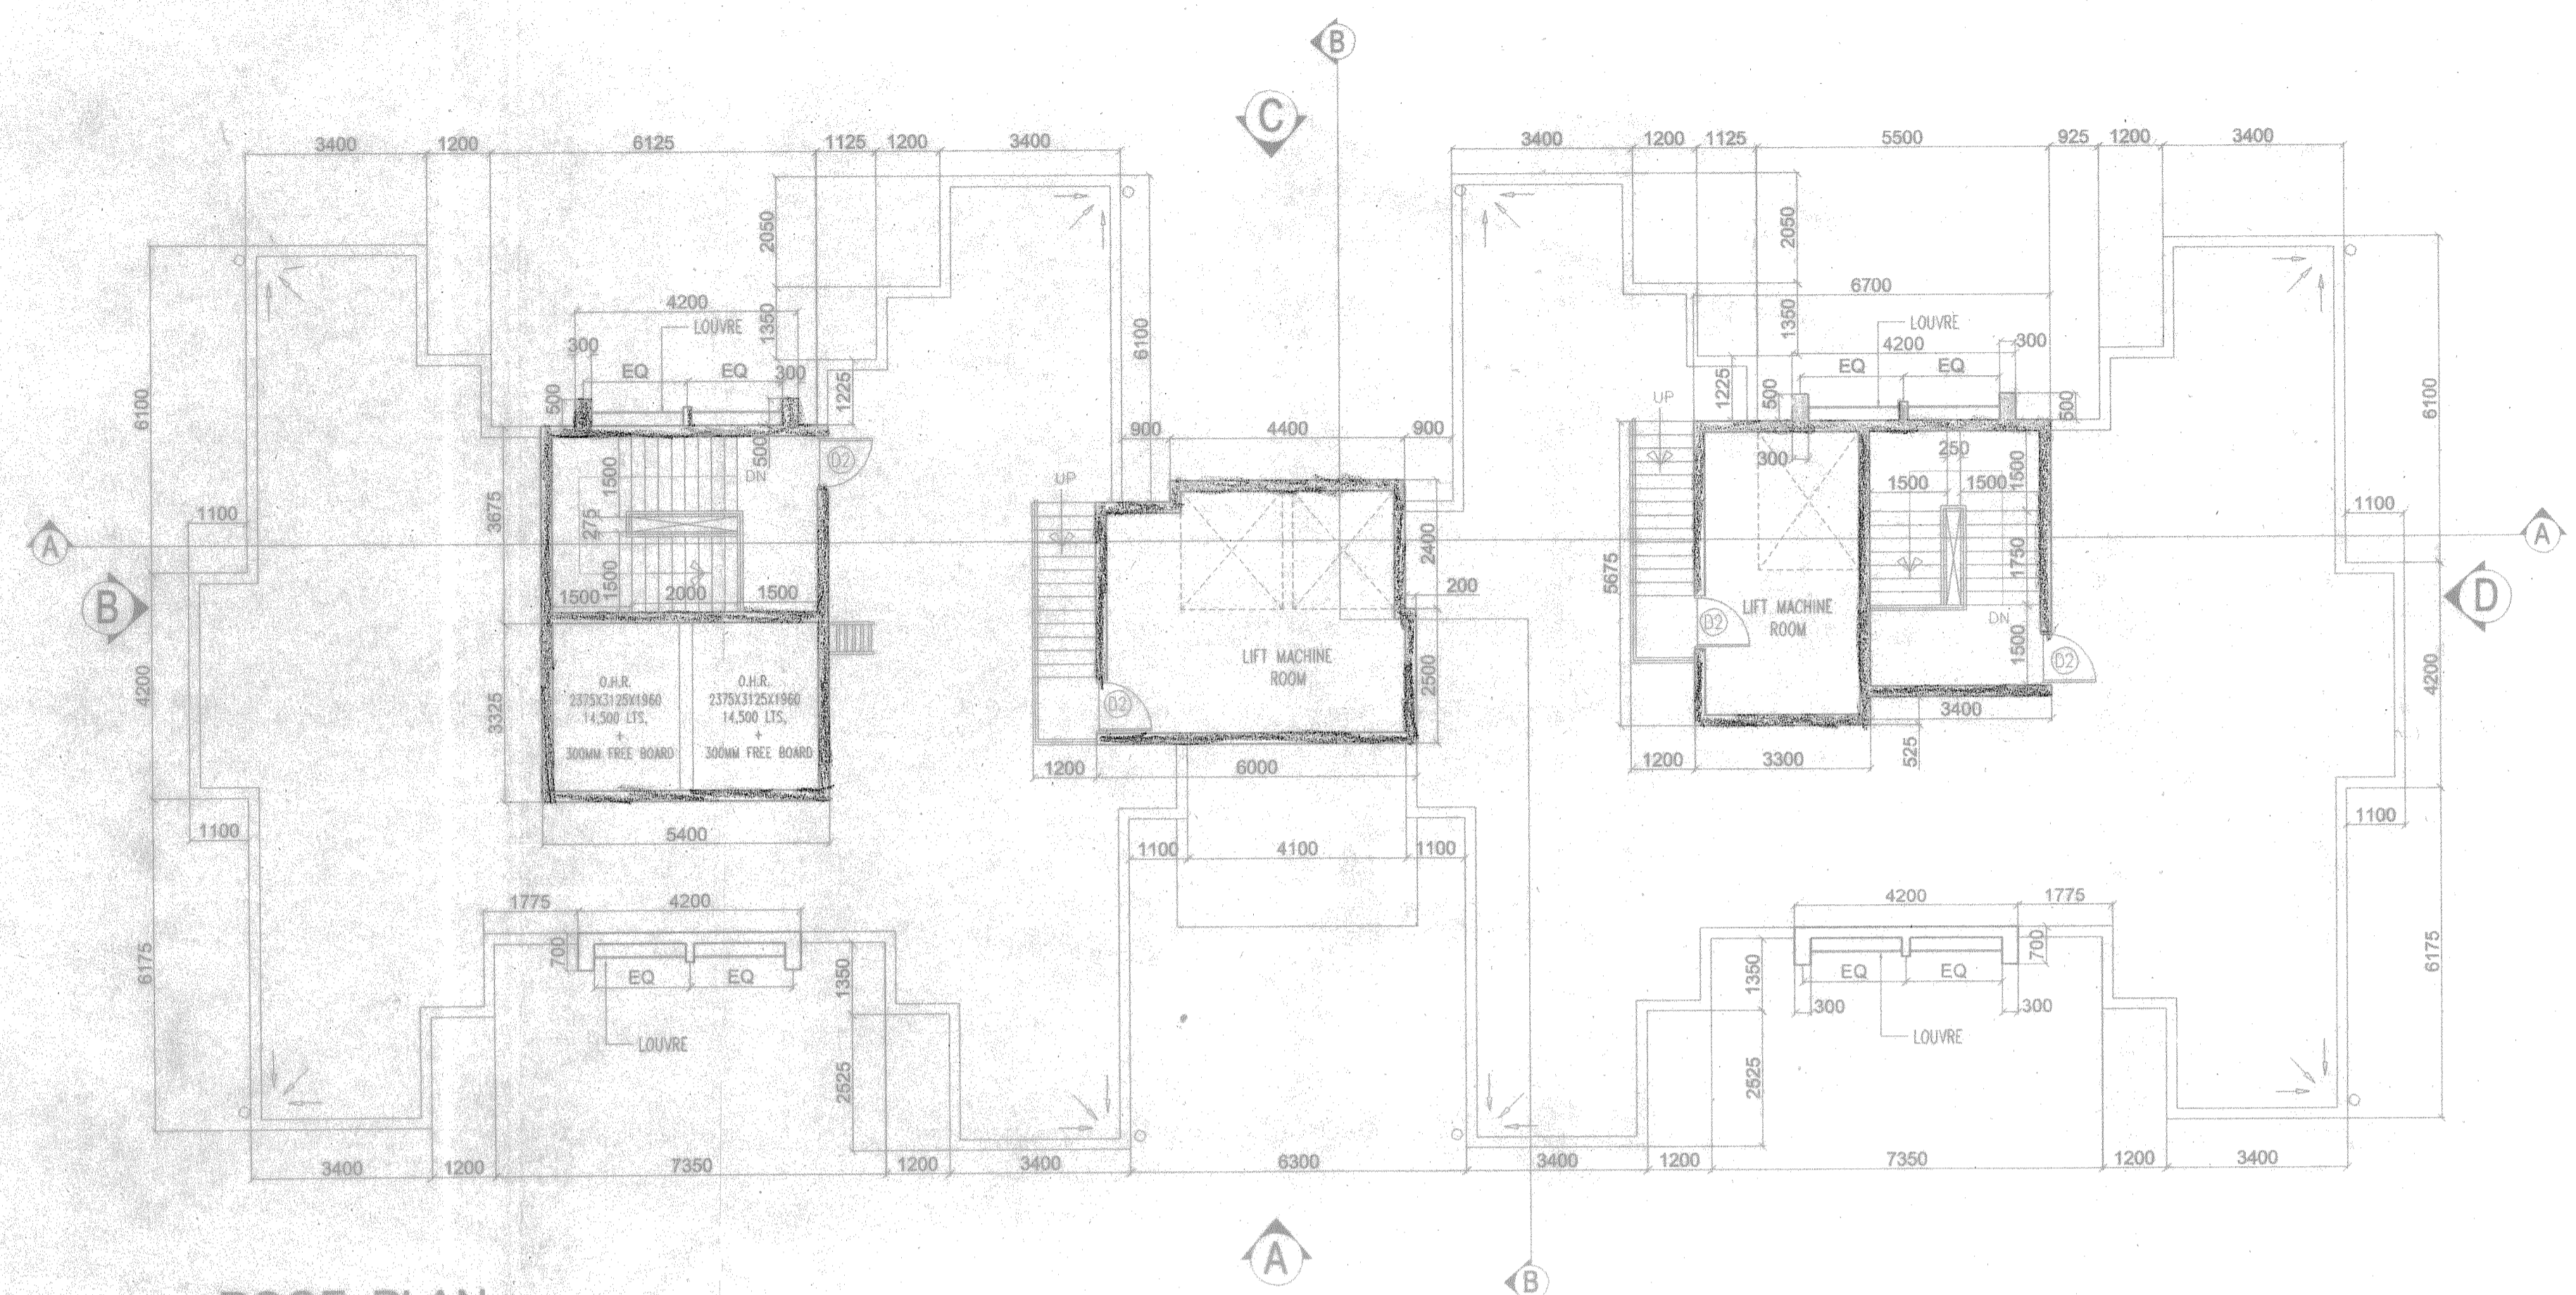 B
C
3400 1200 6125 1125 1200 3400
3400 1200 1125 5500 925 1200 3400
2050
2050
6700
4200
1350
LOUVRE
300
EQ EQ
300
500
1225
6100
6100
1350
LOUVRE
4200
300
EQ EQ
1225
500
500
6100
900 4400 900
UP
UP
1500
500
DN
D2
3675
275
1500
1500 2000 1500
1100
A
B
2400
200
300
250
1500
1500 1500
1750
DN
1500
5675
LIFT MACHINE
ROOM
D2
D2
1100
A
D
4200
4200
3325
O.H.R.
2375X3125X1960
14,500 LTS,
+
300MM FREE BOARD
O.H.R.
2375X3125X1960
14,500 LTS,
+
300MM FREE BOARD
LIFT MACHINE
ROOM
D2
2500
3400
525
1200 6000
1200 3300
1100
5400
1100 4100 1100
1100
1775 4200
4200 1775
6175
700
EQ EQ
1350
LOUVRE
2525
1350
EQ EQ
700
300 300
LOUVRE
2525
6175
3400 1200 7350 1200 3400 6300 3400 1200 7350 1200 3400
A
B
ROOF PLAN